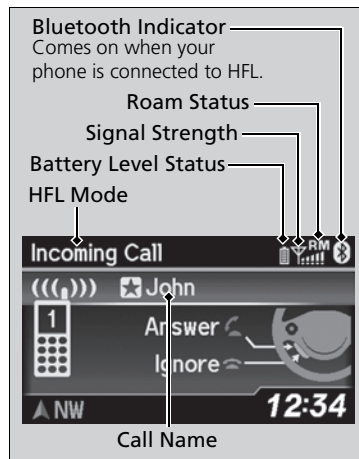 Bluetooth Indicator
Comes on when your
phone is connected to HFL.
Roam Status
Signal Strength
Battery Level Status
HFL Mode
Incoming Call
RM
John
1
Answer
Ignore
NW
12:34
Call Name